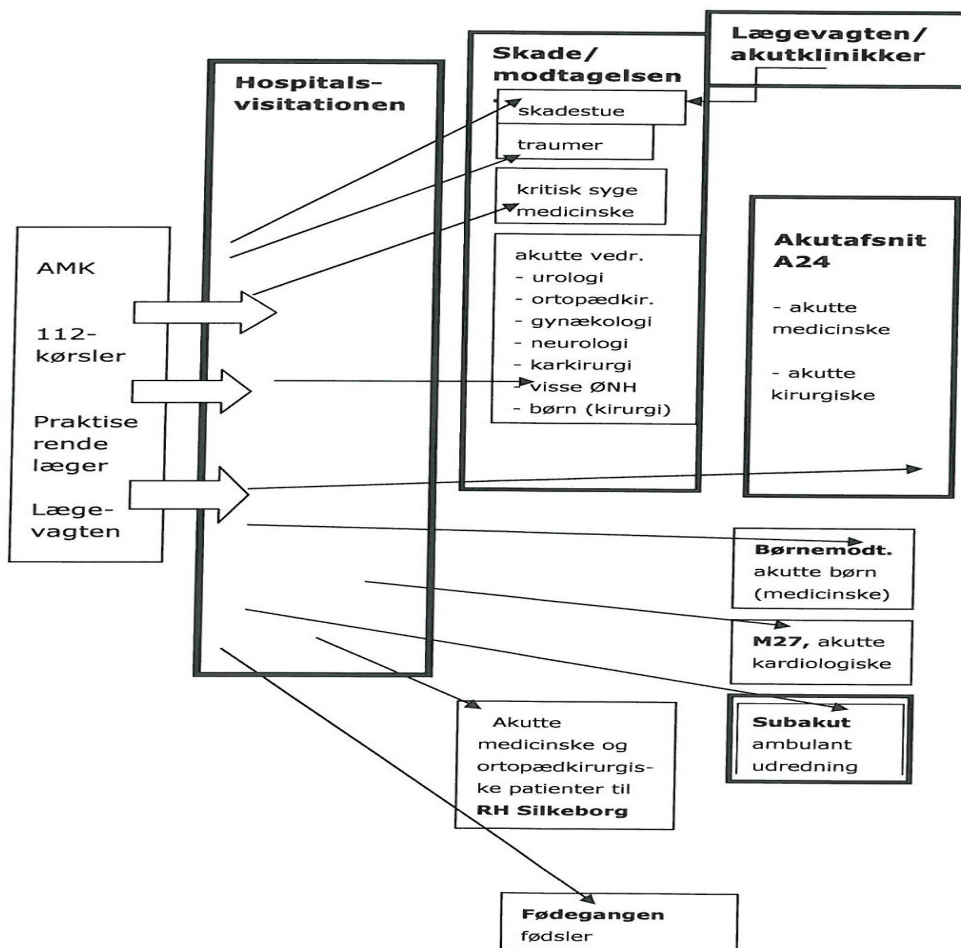 Lægevagten/
akutklinikker
Skade/
modtagelsen
skadestue
traumer
kritisk syge
medicinske
akutte vedr.
- urologi
- ortopædkir.
- gynækologi
- neurologi
- karkirurgi
- visse ØNH
- børn (kirurgi)
Hospitals-
visitationen
AMK
112-
kørsler
Praktise
rende
læger
Læge-
vagten
Akutafsnit
A24
- akutte
medicinske
- akutte
kirurgiske
Børnemodt.
akutte børn
(medicinske)
M27, akutte
kardiologiske
Subakut
ambulant
udredning
Akutte
medicinske og
ortopædkirurgis-
ke patienter til
RH Silkeborg
Fødegangen
fødsler